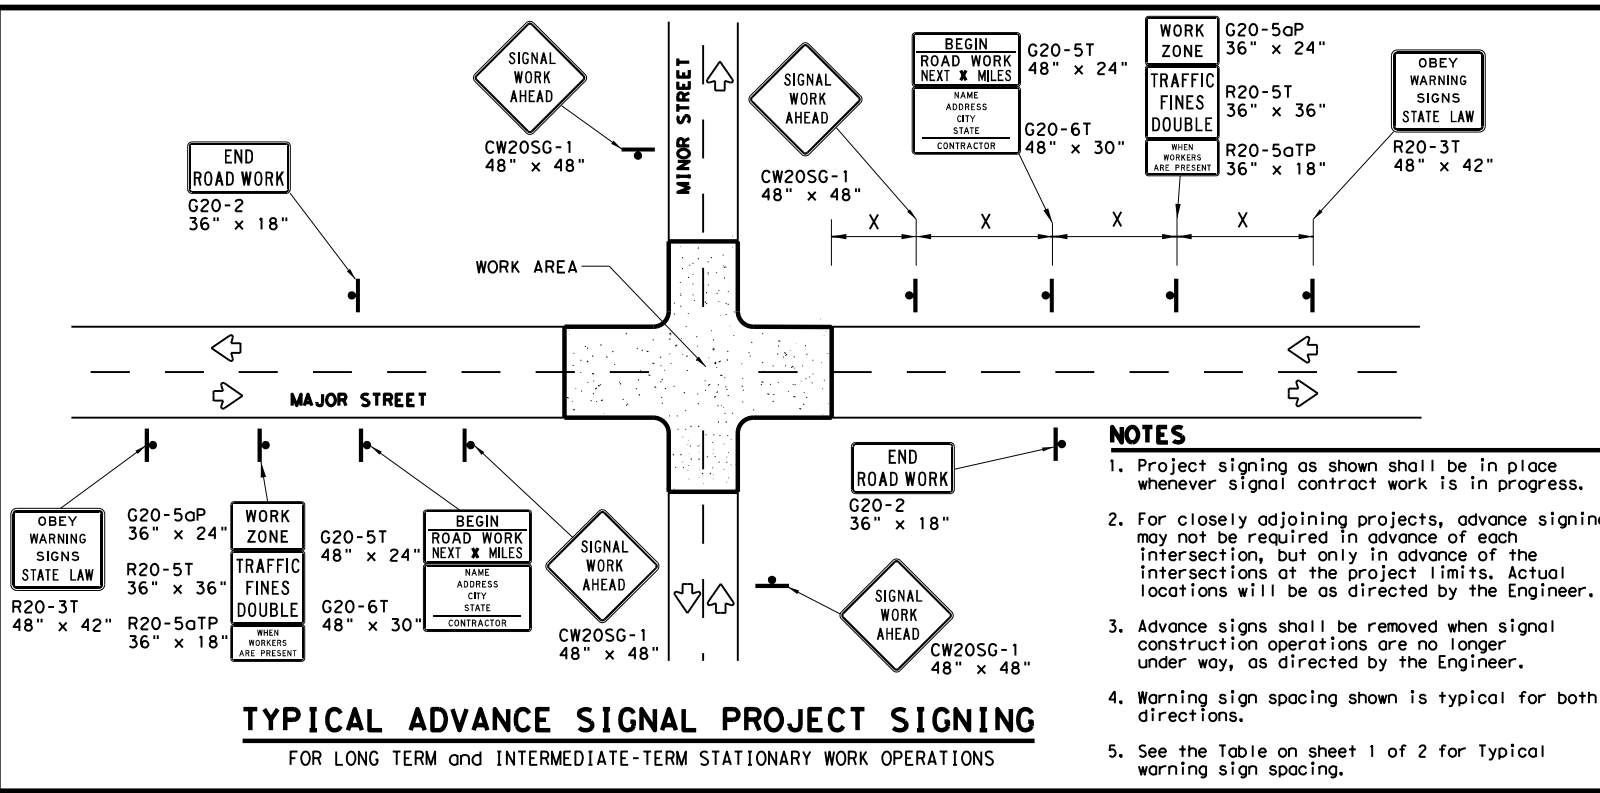 SIGNAL
WORK
AHEAD
CW20SG-1
48" x 48"
END
ROAD WORK
G20-2
36" x 18"
MINOR STREET
SIGNAL
WORK
AHEAD
CW20SG-1
48" x 48"
BEGIN
ROAD WORK
NEXT X MILES
NAME
ADDRESS
CITY
STATE
CONTRACTOR
G20-5T
48" x 24"
G20-6T
48" x 30"
WORK
ZONE
TRAFFIC
FINES
DOUBLE
WHEN
WORKERS
ARE PRESENT
G20-5aP
36" x 24"
R20-5T
36" x 36"
R20-5aTP
36" x 18"
OBEY
WARNING
SIGNS
STATE LAW
R20-3T
48" x 42"
X
X
X
X
WORK AREA
MAJOR STREET
OBEY
WARNING
SIGNS
STATE LAW
R20-3T
48" x 42"
G20-5aP
36" x 24"
R20-5T
36" x 36"
R20-5aTP
36" x 18"
WORK
ZONE
TRAFFIC
FINES
DOUBLE
WHEN
WORKERS
ARE PRESENT
G20-5T
48" x 24"
G20-6T
48" x 30"
BEGIN
ROAD WORK
NEXT X MILES
NAME
ADDRESS
CITY
STATE
CONTRACTOR
SIGNAL
WORK
AHEAD
CW20SG-1
48" x 48"
END
ROAD WORK
G20-2
36" x 18"
SIGNAL
WORK
AHEAD
CW20SG-1
48" x 48"
TYPICAL ADVANCE SIGNAL PROJECT SIGNING
FOR LONG TERM and INTERMEDIATE-TERM STATIONARY WORK OPERATIONS
NOTES
1. Project signing as shown shall be in place
whenever signal contract work is in progress.
2. For closely adjoining projects, advance signing
may not be required in advance of each
intersection, but only in advance of the
intersections at the project limits. Actual
locations will be as directed by the Engineer.
3. Advance signs shall be removed when signal
construction operations are no longer
under way, as directed by the Engineer.
4. Warning sign spacing shown is typical for both
directions.
5. See the Table on sheet 1 of 2 for Typical
warning sign spacing.